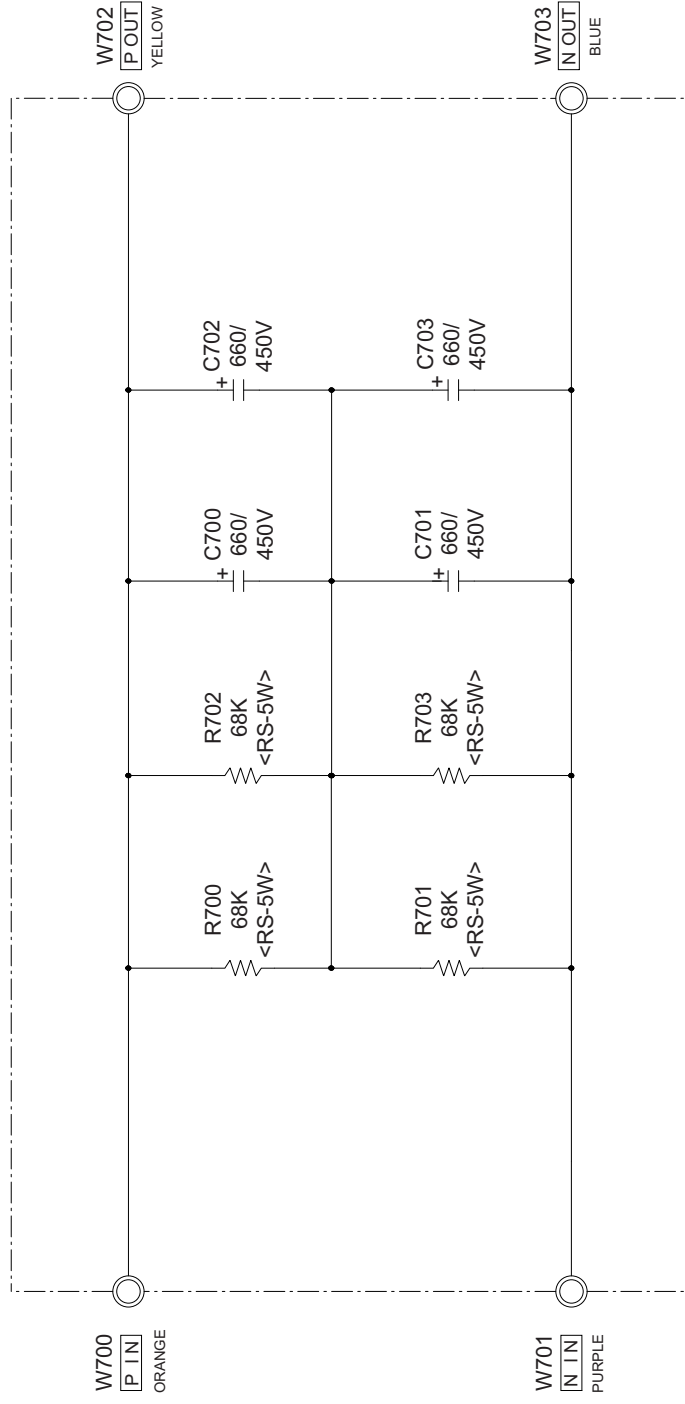 W702
P OUT
YELLOW
W703
N OUT
BLUE
C702
660/
450V
+
C703
660/
450V
+
C700
660/
450V
+
C701
660/
450V
+
R702
68K
<RS-5W>
R703
68K
<RS-5W>
R700
68K
<RS-5W>
R701
68K
<RS-5W>
W700
P IN
ORANGE
W701
N IN
PURPLE